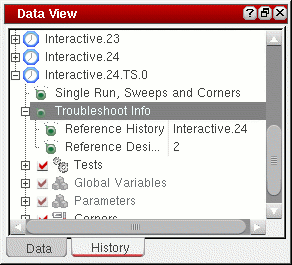 Data View
Interactive.23
Interactive.24
Interactive.24.TS.0
Single Run, Sweeps and Corners
Troubleshoot Info
Reference History Interactive.24
Reference Desi... 2
Tests
Global Variables
Parameters
Corners
Data History